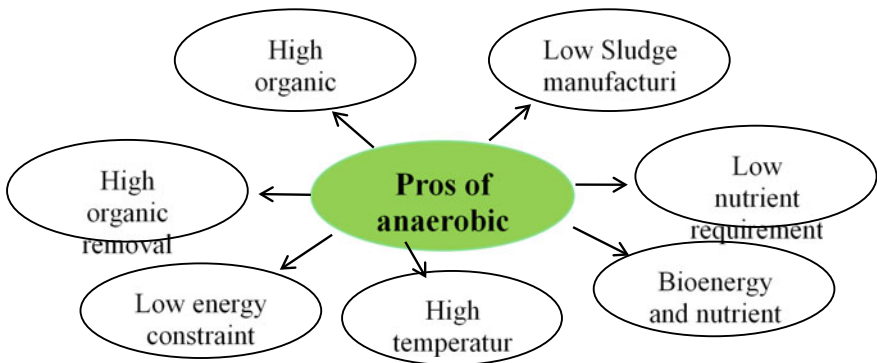 High
organic
Low Sludge
manufacturi
High
organic
removal
Pros of
anaerobic
Low
nutrient
requirement
Low energy
constraint
High
temperatur
Bioenergy
and nutrient